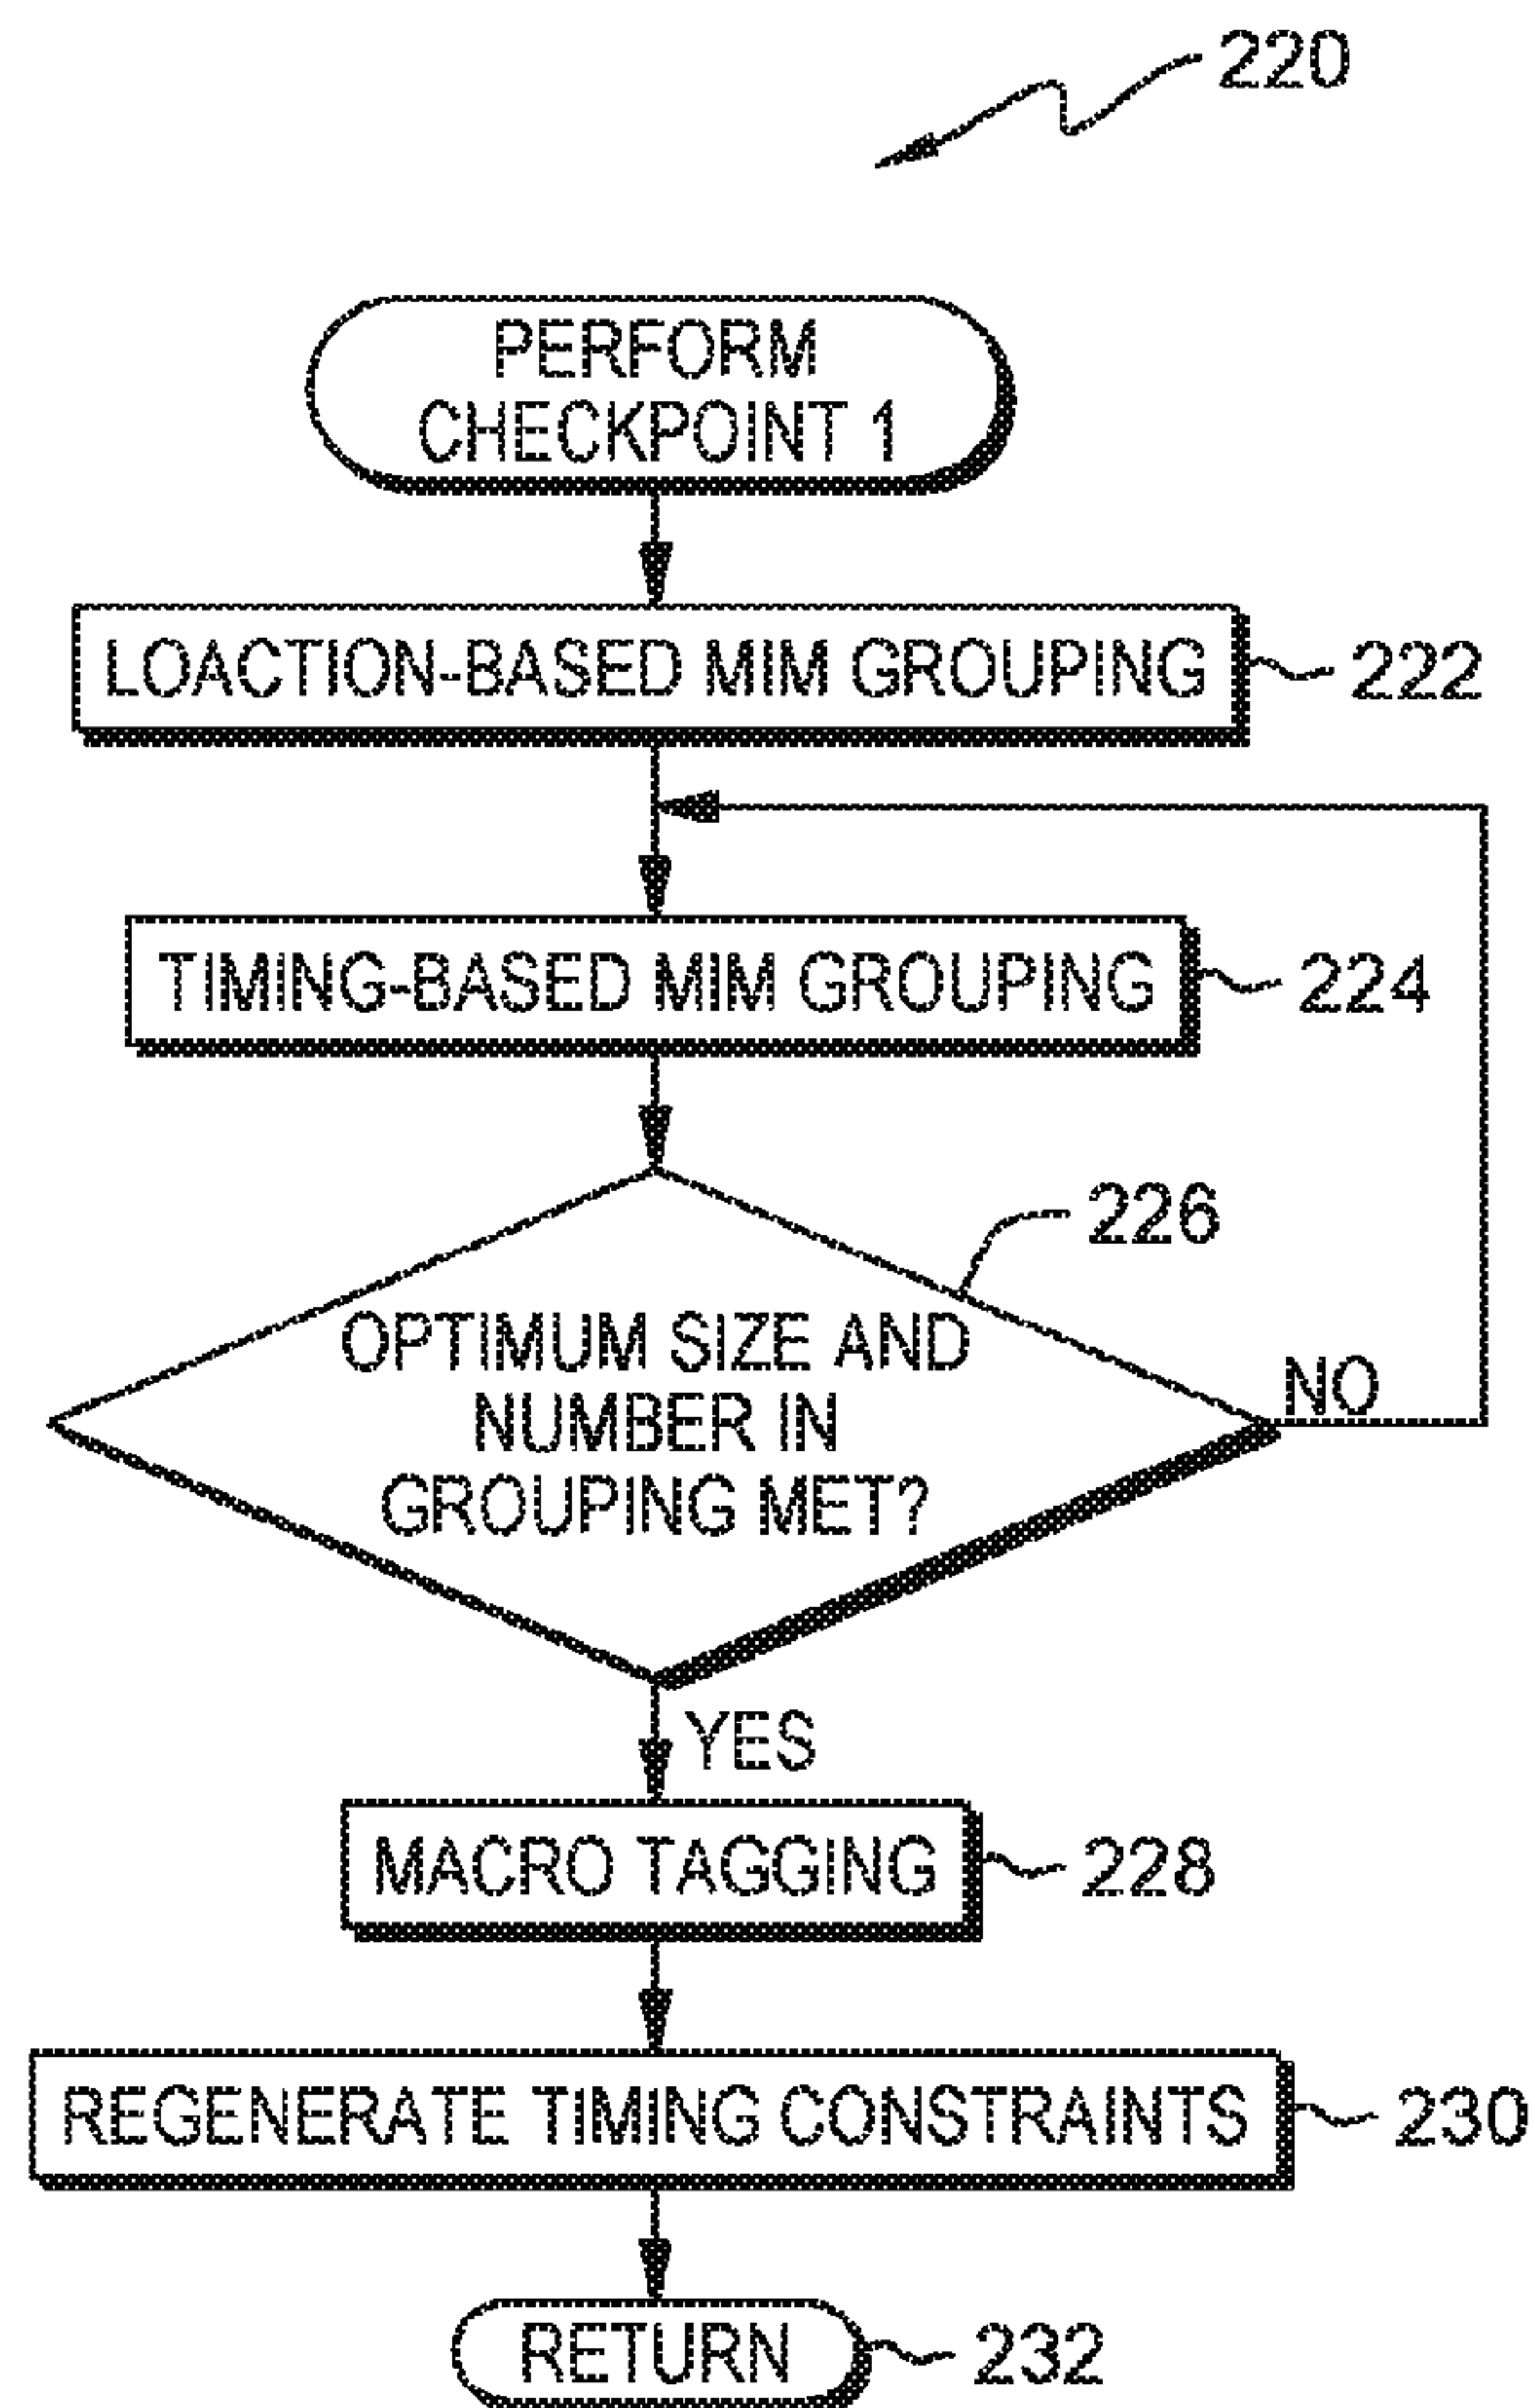 220
PERFORM
CHECKPOINT 1
LOACTION-BASED MIM GROUPING
222
TIMING-BASED MIM GROUPING
224
226
OPTIMUM SIZE AND
NUMBER IN
GROUPING MET?
NO
YES
MACRO TAGGING
228
REGENERATE TIMING CONSTRAINTS
230
RETURN
232